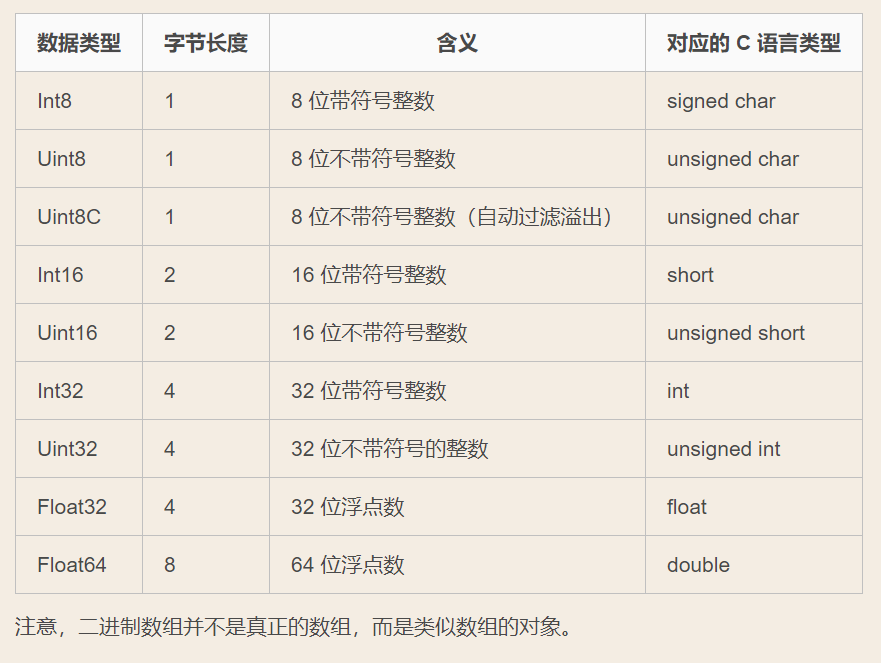 数据类型 字节长度 含义 对应的 C 语言类型
Int8 1 8 位带符号整数 signed char
Uint8 1 8 位不带符号整数 unsigned char
Uint8C 1 8 位不带符号整数（自动过滤溢出） unsigned char
Int16 2 16 位带符号整数 short
Uint16 2 16 位不带符号整数 unsigned short
Int32 4 32 位带符号整数 int
Uint32 4 32 位不带符号的整数 unsigned int
Float32 4 32 位浮点数 float
Float64 8 64 位浮点数 double
注意，二进制数组并不是真正的数组，而是类似数组的对象。